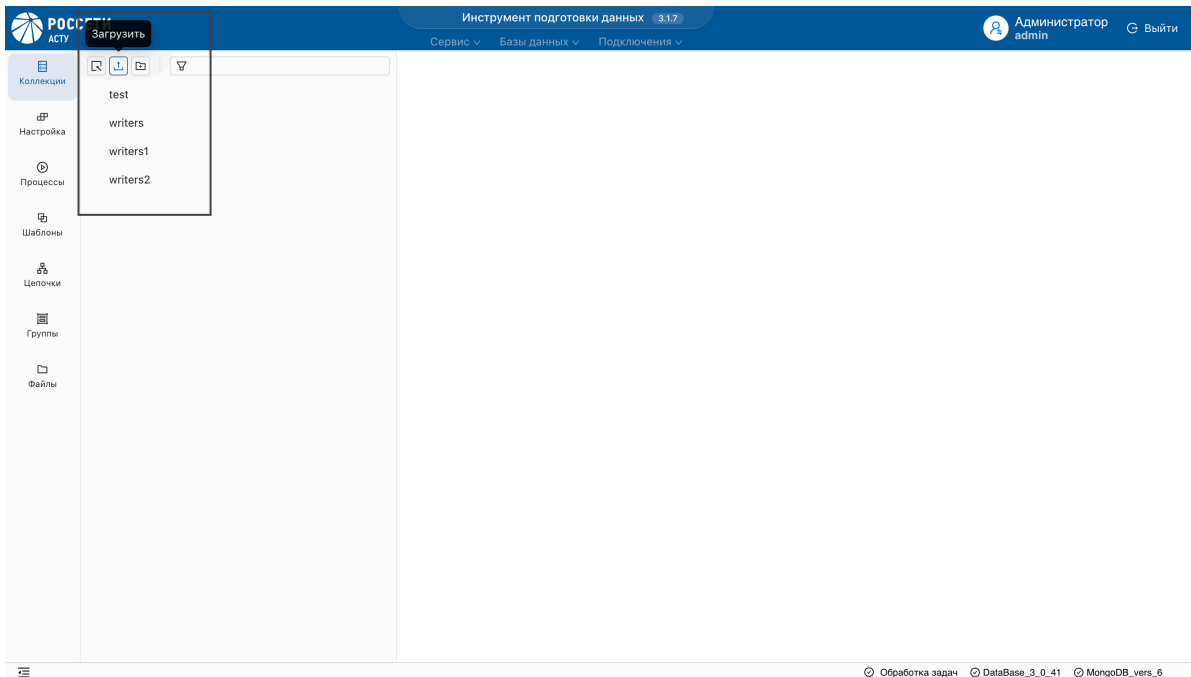 РОССЕТИ
АСТУ
Загрузить
Инструмент подготовки данных 3.1.7
Сервис Базы данных Подключения
Администратор
admin
Выйти
Коллекции
Настройка
Процессы
Шаблоны
Цепочки
Группы
Файлы
test
writers
writers1
writers2
Обработка задач DataBase_3_0_41 MongoDB_vers_6